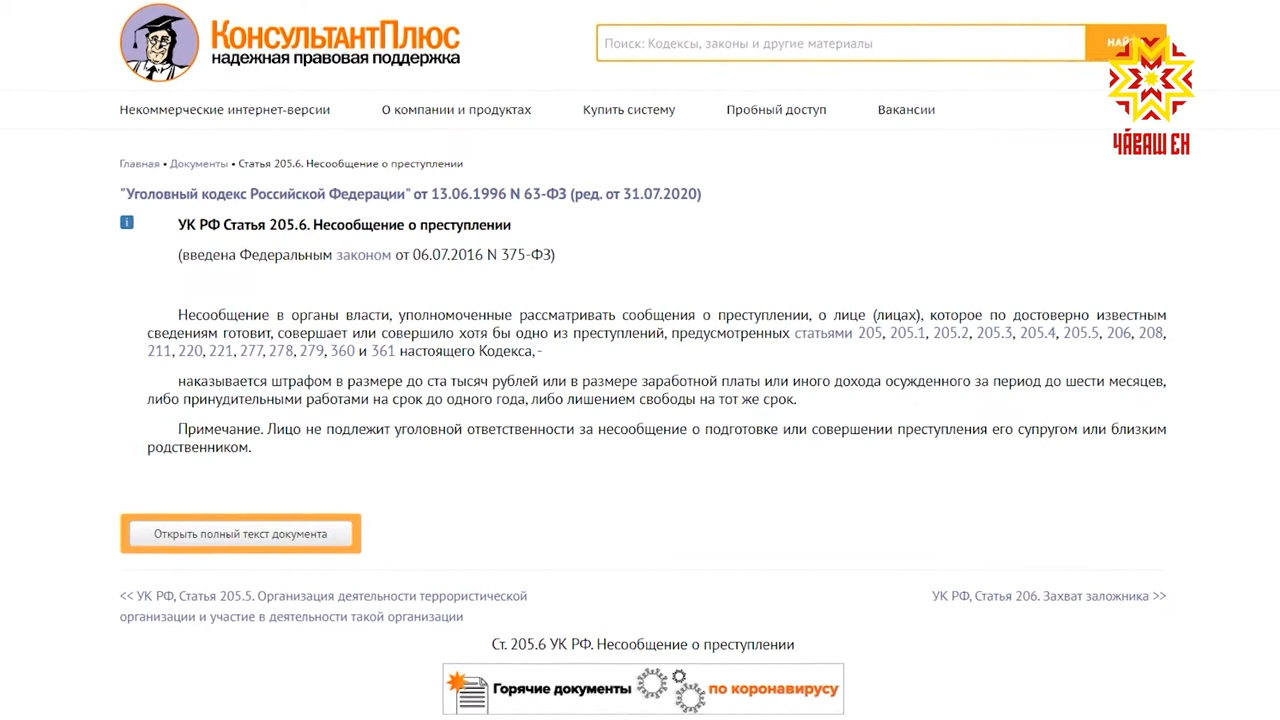 КонсультантПлюс
надежная правовая поддержка
Поиск: Кодексы, законы и другие материалы
ЧӐВАШ ЕН
Некоммерческие интернет-версии О компании и продуктах Купить систему Пробный доступ Вакансии
Главная • Документы • Статья 205.6. Несообщение о преступлении
"Уголовный кодекс Российской Федерации" от 13.06.1996 N 63-ФЗ (ред. от 31.07.2020)
УК РФ Статья 205.6. Несообщение о преступлении
(введена Федеральным законом от 06.07.2016 N 375-ФЗ)
Несообщение в органы власти, уполномоченные рассматривать сообщения о преступлении, о лице (лицах), которое по достоверно известным
сведениям готовит, совершает или совершило хотя бы одно из преступлений, предусмотренных статьями 205, 205.1, 205.2, 205.3, 205.4, 205.5, 206, 208,
211, 220, 221, 277, 278, 279, 360 и 361 настоящего Кодекса, -
наказывается штрафом в размере до ста тысяч рублей или в размере заработной платы или иного дохода осужденного за период до шести месяцев,
либо принудительными работами на срок до одного года, либо лишением свободы на тот же срок.
Примечание. Лицо не подлежит уголовной ответственности за несообщение о подготовке или совершении преступления его супругом или близким
родственником.
Открыть полный текст документа
<< УК РФ, Статья 205.5. Организация деятельности террористической
организации и участие в деятельности такой организации
УК РФ, Статья 206. Захват заложника >>
Ст. 205.6 УК РФ. Несообщение о преступлении
Горячие документы по коронавирусу